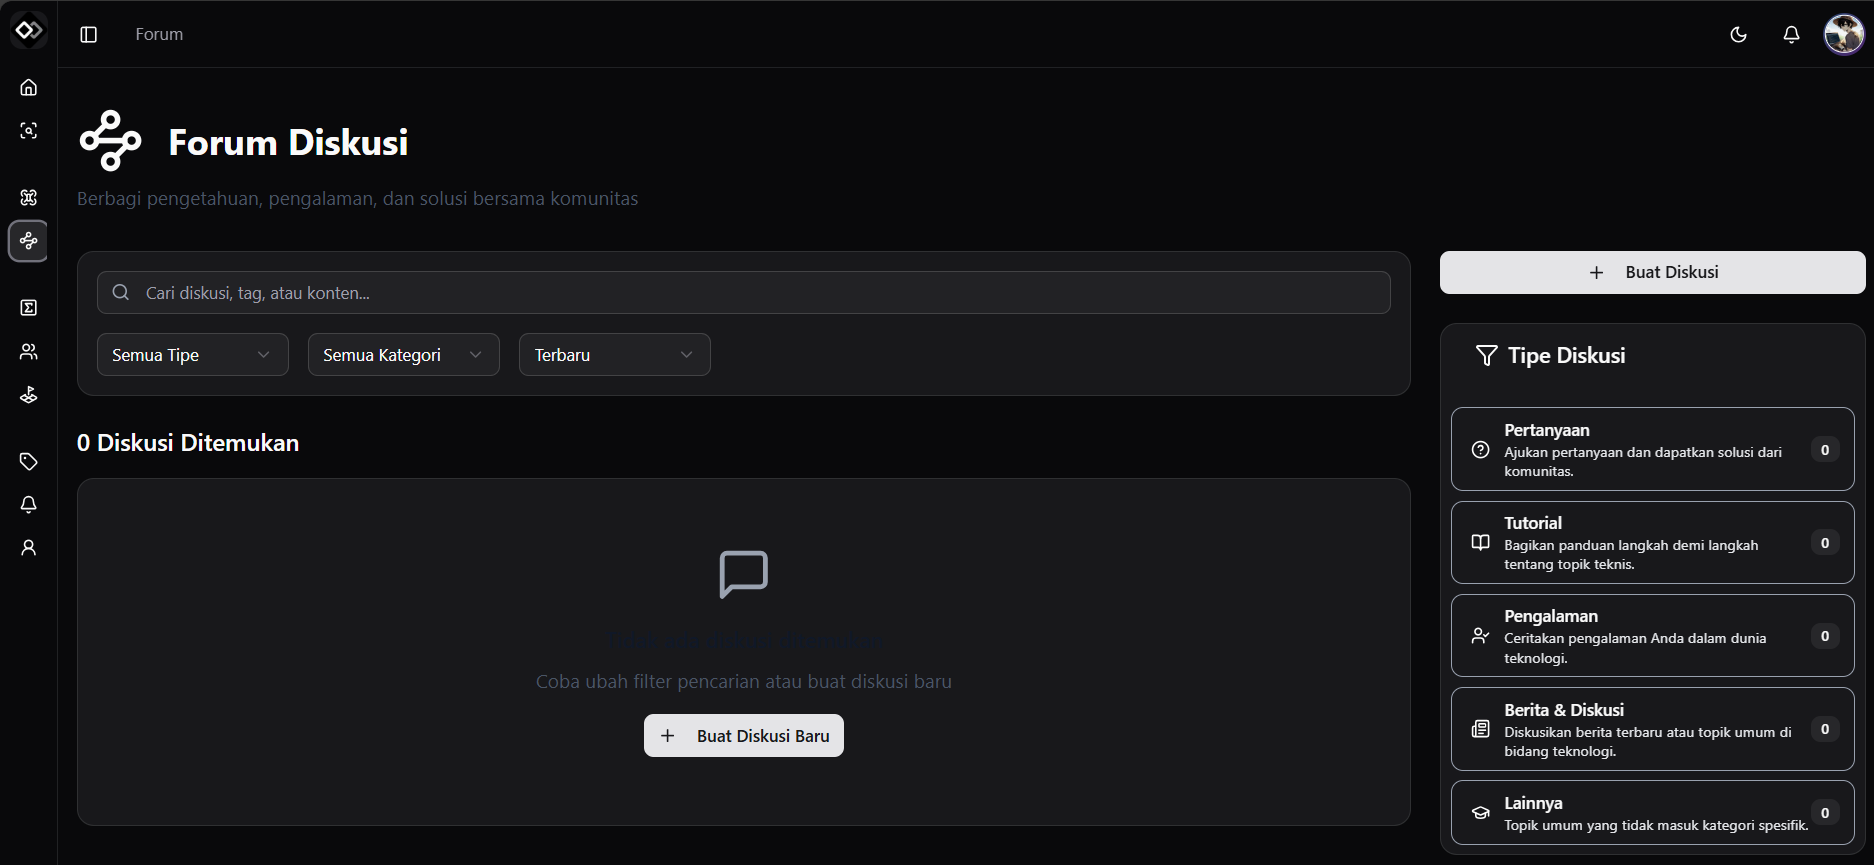 Forum
Forum Diskusi
Berbagi pengetahuan, pengalaman, dan solusi bersama komunitas
Cari diskusi, tag, atau konten...
Semua Tipe
Semua Kategori
Terbaru
0 Diskusi Ditemukan
Coba ubah filter pencarian atau buat diskusi baru
Buat Diskusi Baru
Buat Diskusi
Tipe Diskusi
Pertanyaan
Ajukan pertanyaan dan dapatkan solusi dari
komunitas.
0
Tutorial
Bagikan panduan langkah demi langkah
tentang topik teknis.
0
Pengalaman
Ceritakan pengalaman Anda dalam dunia
teknologi.
0
Berita & Diskusi
Diskusikan berita terbaru atau topik umum di
bidang teknologi.
0
Lainnya
Topik umum yang tidak masuk kategori spesifik.
0